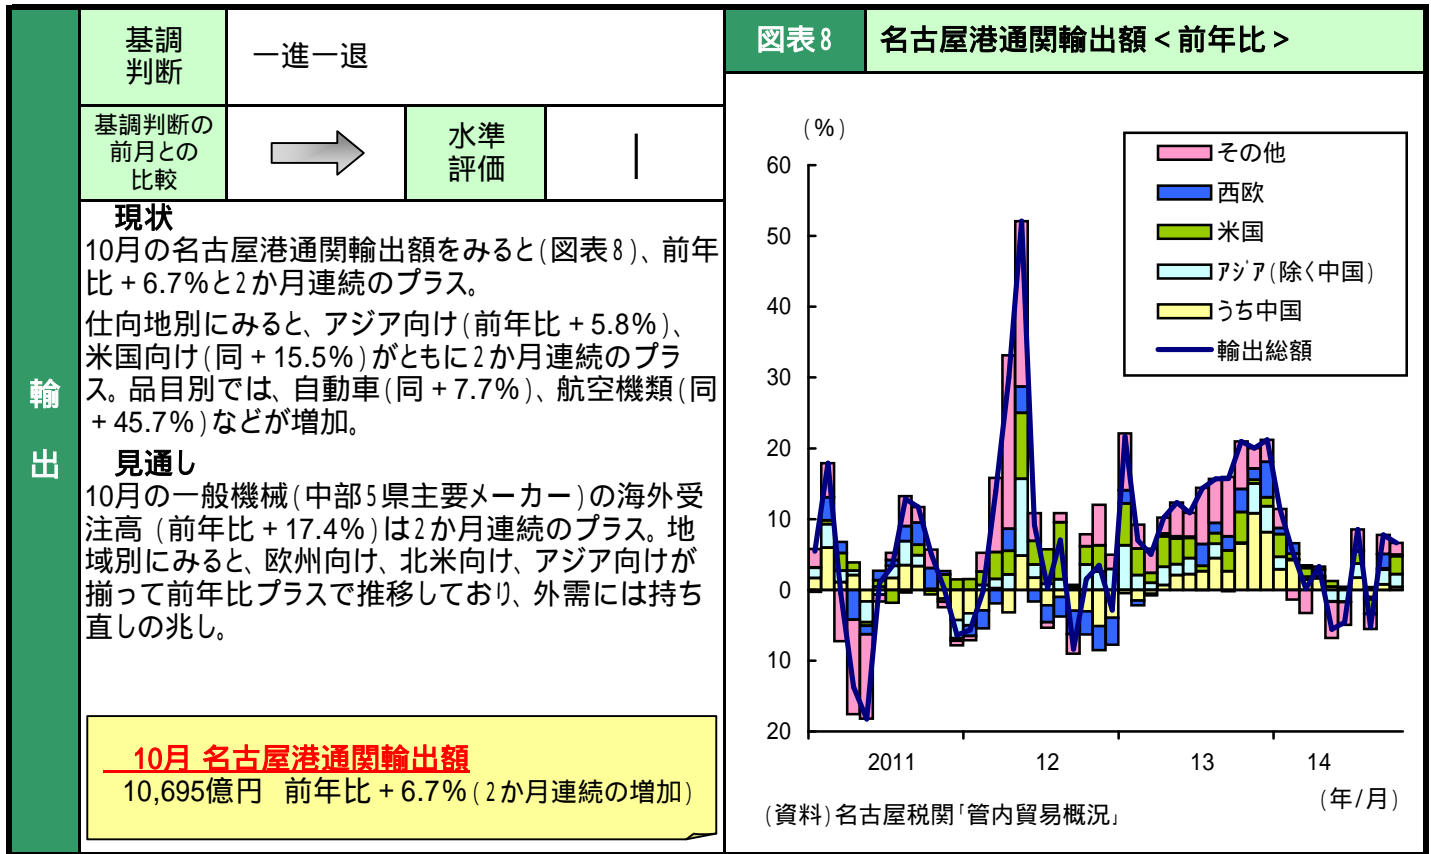 輸
出
基調
判断
一進一退
基調判断の
前月との
比較
水準
評価
|
現状
10月の名古屋港通関輸出額をみると(図表8)、前年
比+6.7%と2か月連続のプラス。
仕向地別にみると、アジア向け(前年比+5.8%)、
米国向け(同+15.5%)がともに2か月連続のプラ
ス。品目別では、自動車(同+7.7%)、航空機類(同
+45.7%)などが増加。
見通し
10月の一般機械(中部5県主要メーカー)の海外受
注高 (前年比+17.4%)は2か月連続のプラス。地
域別にみると、欧州向け、北米向け、アジア向けが
揃って前年比プラスで推移しており、外需には持ち
直しの兆し。
10月 名古屋港通関輸出額
10,695億円 前年比+6.7%(2か月連続の増加)
図表8
名古屋港通関輸出額<前年比>
(%)
60
50
40
30
20
10
0
10
20
その他
西欧
米国
アジア(除く中国)
うち中国
輸出総額
2011
12
13
14
(年/月)
(資料)名古屋税関「管内貿易概況」